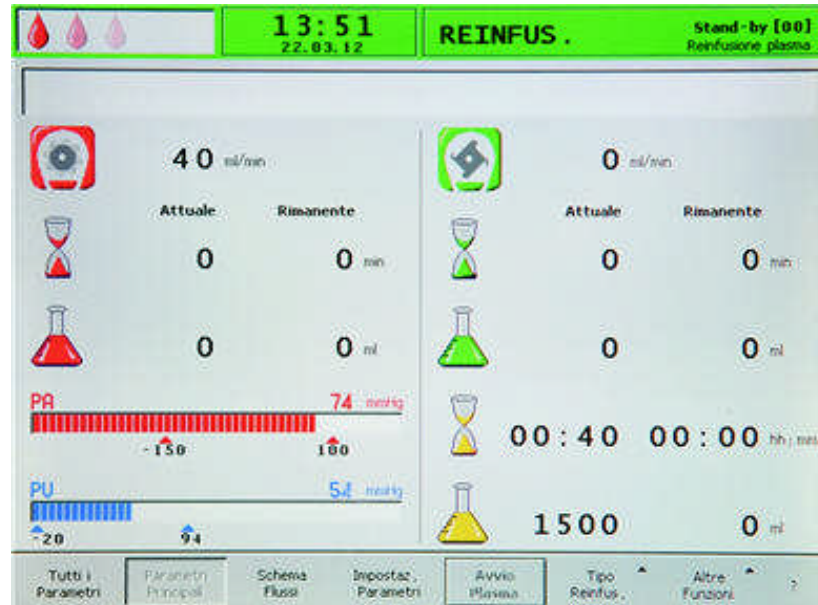 13:51
22.03.12
REINFUS.
Stand-by [00]
Reinfusione plasma
40 ml/min
0 ml/min
Attuale Rimanente
Attuale Rimanente
0 0 min
0 0 min
0 0 ml
0 0 ml
PA 74 mmHg
-150 100
00:40 00:00 hh:mm
PU mmHg
-20 94
1500 0 ml
Tutti i Parametri
Parametri Principali
Schema Flussi
Impostaz. Parametri
Avvio Plasma
Tipo Reinfus.
Altre Funzioni
?